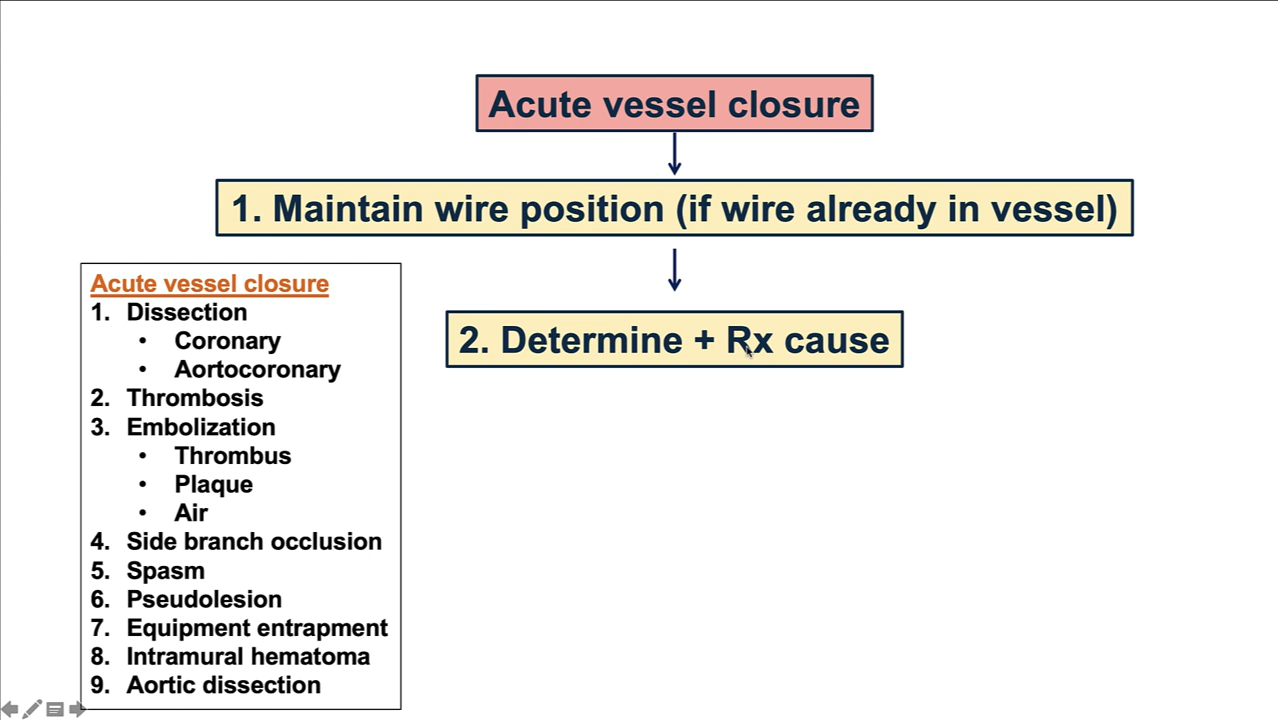 Acute vessel closure
1. Maintain wire position (if wire already in vessel)
2. Determine + Rx cause
Acute vessel closure
1. Dissection
• Coronary
• Aortocoronary
2. Thrombosis
3. Embolization
• Thrombus
• Plaque
• Air
4. Side branch occlusion
5. Spasm
6. Pseudolesion
7. Equipment entrapment
8. Intramural hematoma
9. Aortic dissection